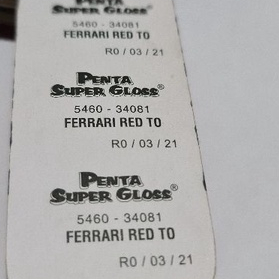 PENTA
SUPER GLOSS®
5460 - 34081
FERRARI RED TO
R0 / 03 / 21
PENTA
SUPER GLOSS®
5460 - 34081
FERRARI RED TO
R0 / 03 / 21
PENTA
SUPER GLOSS®
5460 - 34081
FERRARI RED TO
R0 / 03 / 21